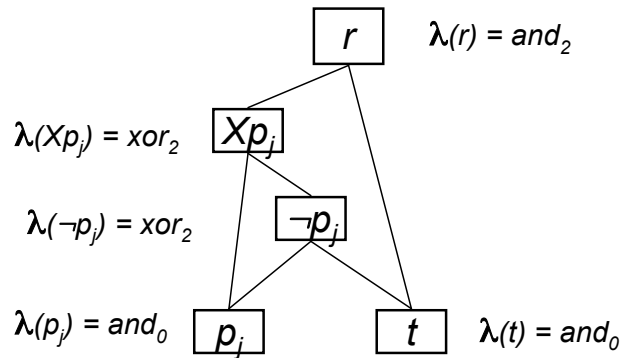 r
λ(r) = and₂
λ(Xpⱼ) = xor₂
Xpⱼ
λ(¬pⱼ) = xor₂
¬pⱼ
λ(pⱼ) = and₀
pⱼ
t
λ(t) = and₀